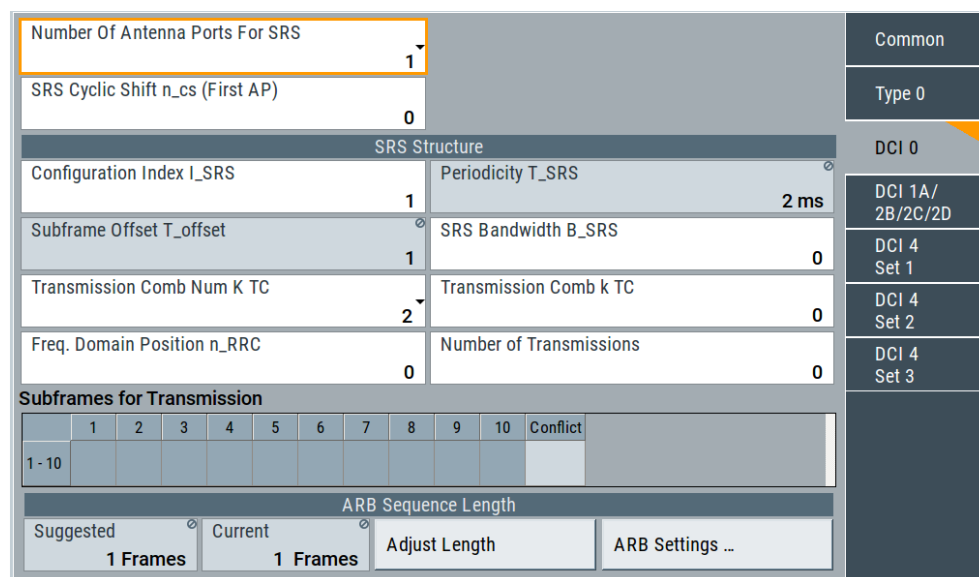 Number Of Antenna Ports For SRS
1
SRS Cyclic Shift n_cs (First AP)
0
SRS Structure
Configuration Index I_SRS
1
Periodicity T_SRS
2 ms
Subframe Offset T_offset
1
SRS Bandwidth B_SRS
0
Transmission Comb Num K TC
2
Transmission Comb k TC
0
Freq. Domain Position n_RRC
0
Number of Transmissions
0
Subframes for Transmission
1 2 3 4 5 6 7 8 9 10 Conflict
1 - 10
ARB Sequence Length
Suggested
1 Frames
Current
1 Frames
Adjust Length
ARB Settings ...
Common
Type 0
DCI 0
DCI 1A/
2B/2C/2D
DCI 4
Set 1
DCI 4
Set 2
DCI 4
Set 3